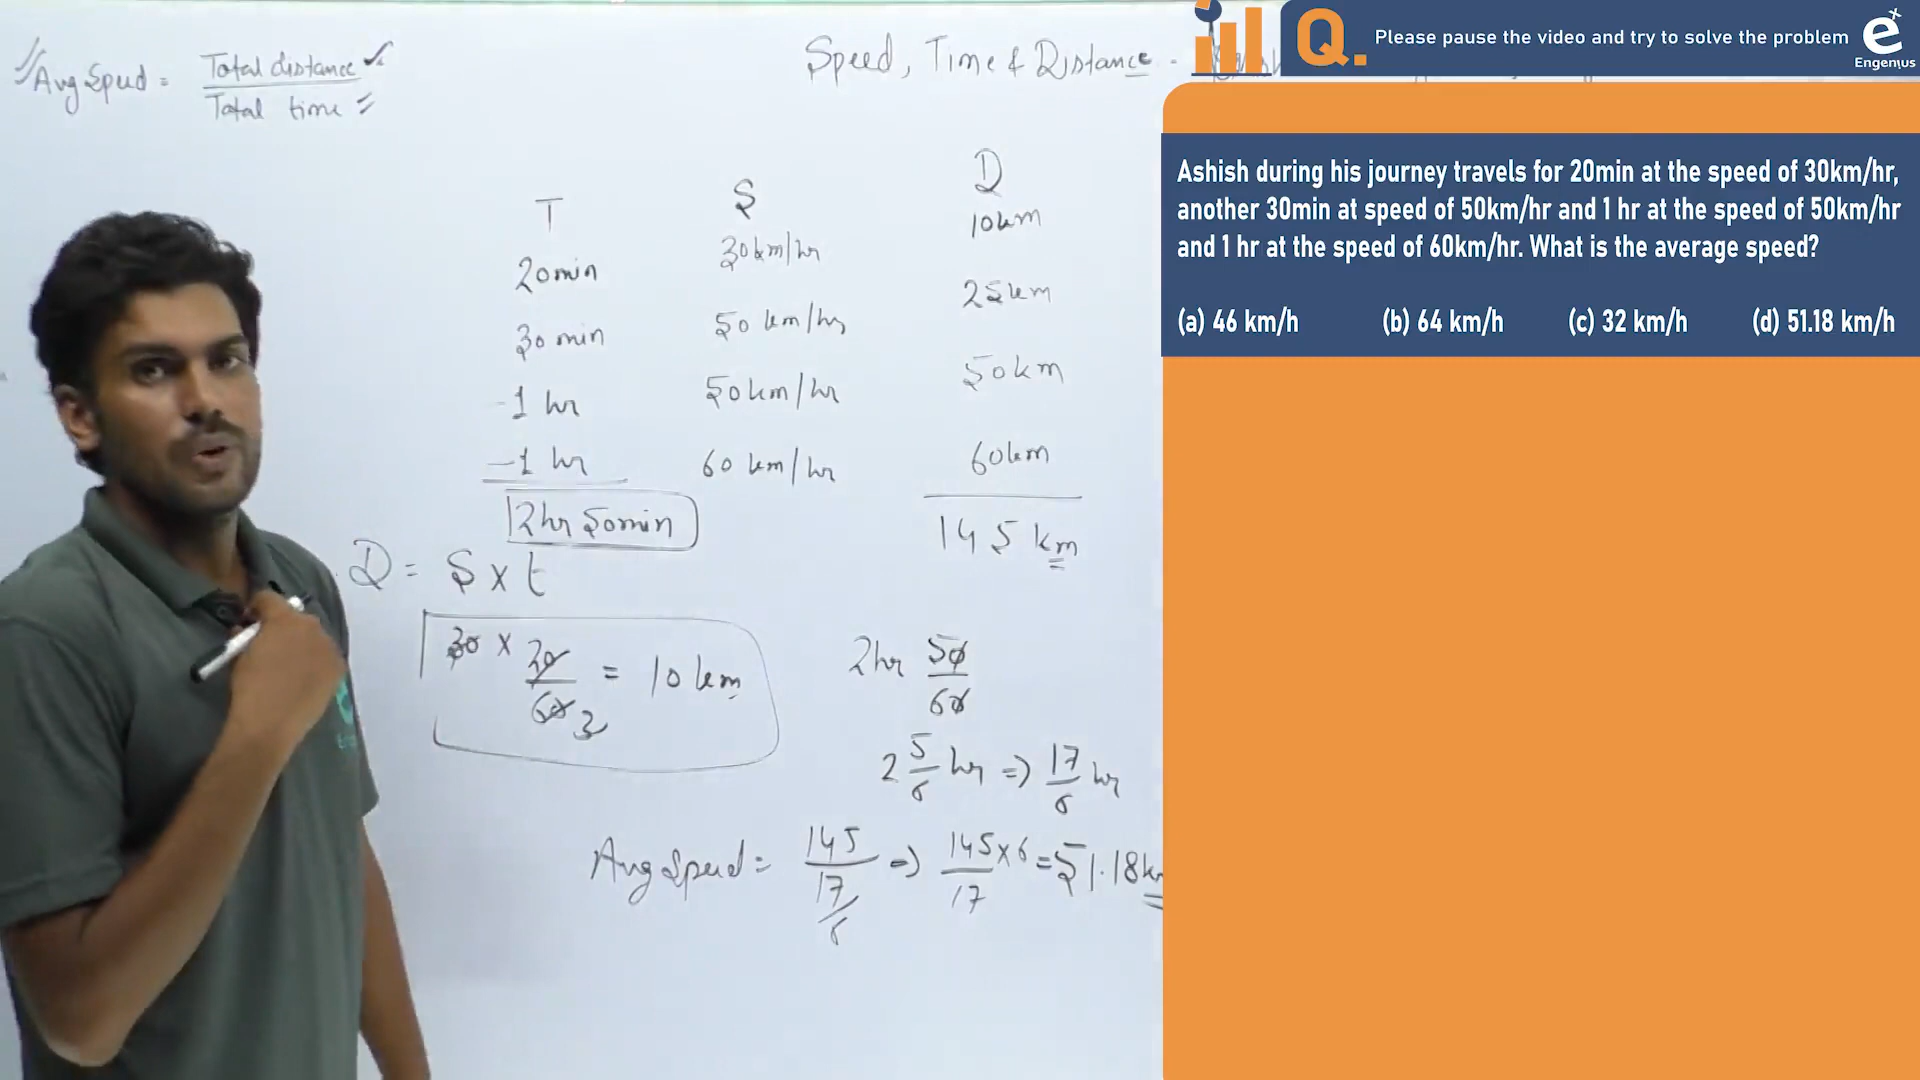 Avg Speed = Total distance
Total time
Speed, Time & Distance -
Q. Please pause the video and try to solve the problem
eˣ
Engenius
Ashish during his journey travels for 20min at the speed of 30km/hr,
another 30min at speed of 50km/hr and 1 hr at the speed of 50km/hr
and 1 hr at the speed of 60km/hr. What is the average speed?
(a) 46 km/h (b) 64 km/h (c) 32 km/h (d) 51.18 km/h
T S D
20min 30km/hr 10km
30min 50 km/hr 25km
1 hr 50km/hr 50km
1 hr 60 km/hr 60km
2hr 50min 145 km
D = S x t
30 x 20/60 3 = 10 km
2hr 50/60
2 5/6 hr => 17/6 hr
Avg Speed = 145/17/6 => 145x6/17 = 51.18